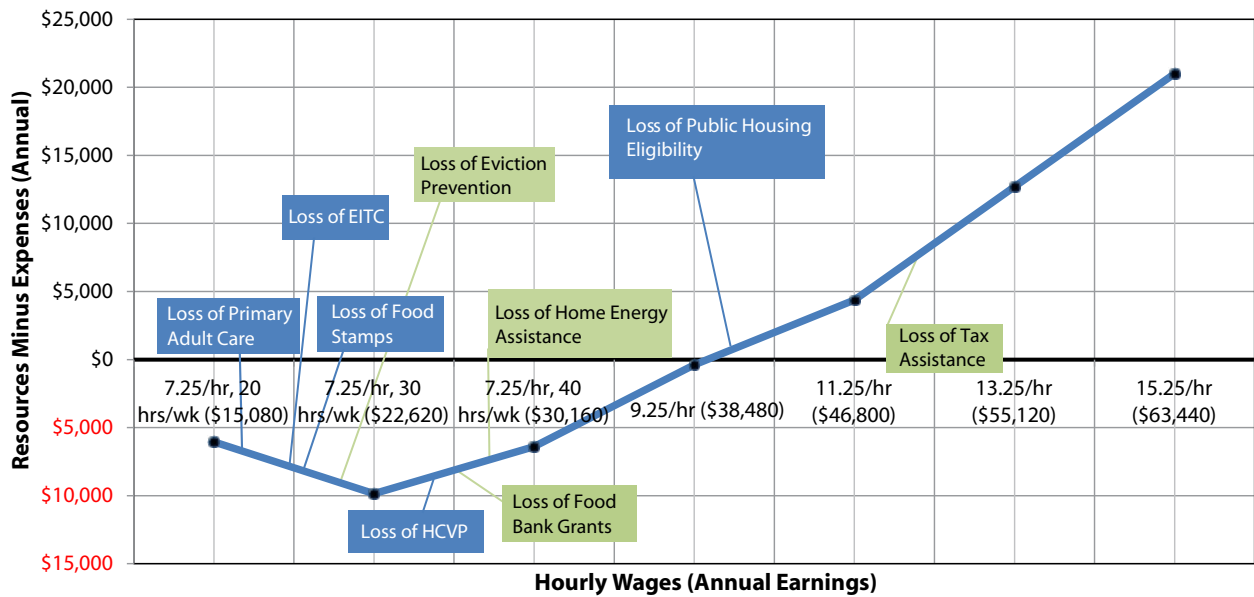 $25,000
$20,000
$15,000
$10,000
$5,000
$0
$5,000
$10,000
$15,000
Resources Minus Expenses (Annual)
Loss of Primary
Adult Care
Loss of EITC
Loss of Food
Stamps
Loss of Eviction
Prevention
Loss of HCVP
Loss of Food
Bank Grants
Loss of Home Energy
Assistance
Loss of Public Housing
Eligibility
Loss of Tax
Assistance
7.25/hr, 20
hrs/wk ($15,080)
7.25/hr, 30
hrs/wk ($22,620)
7.25/hr, 40
hrs/wk ($30,160)
9.25/hr ($38,480)
11.25/hr
($46,800)
13.25/hr
($55,120)
15.25/hr
($63,440)
Hourly Wages (Annual Earnings)